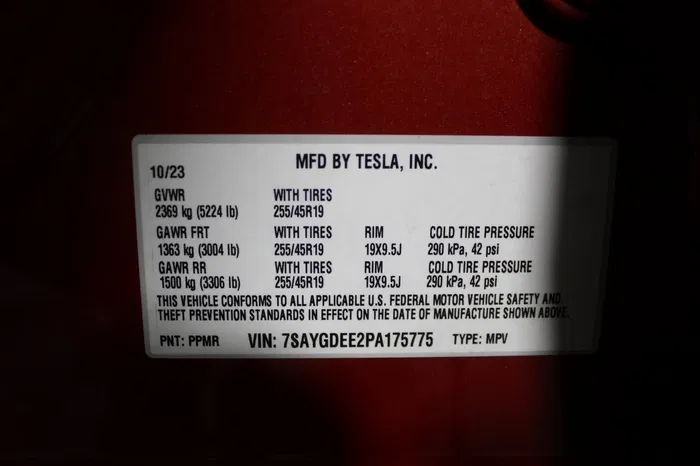 MFD BY TESLA, INC.
10/23
GVWR WITH TIRES
2369 kg (5224 lb) 255/45R19
GAWR FRT WITH TIRES RIM COLD TIRE PRESSURE
1363 kg (3004 lb) 255/45R19 19X9.5J 290 kPa, 42 psi
GAWR RR WITH TIRES RIM COLD TIRE PRESSURE
1500 kg (3306 lb) 255/45R19 19X9.5J 290 kPa, 42 psi
THIS VEHICLE CONFORMS TO ALL APPLICABLE U.S. FEDERAL MOTOR VEHICLE SAFETY AND
THEFT PREVENTION STANDARDS IN EFFECT ON THE DATE OF MANUFACTURE SHOWN ABOVE.
PNT: PPMR VIN: 7SAYGDEE2PA175775 TYPE: MPV